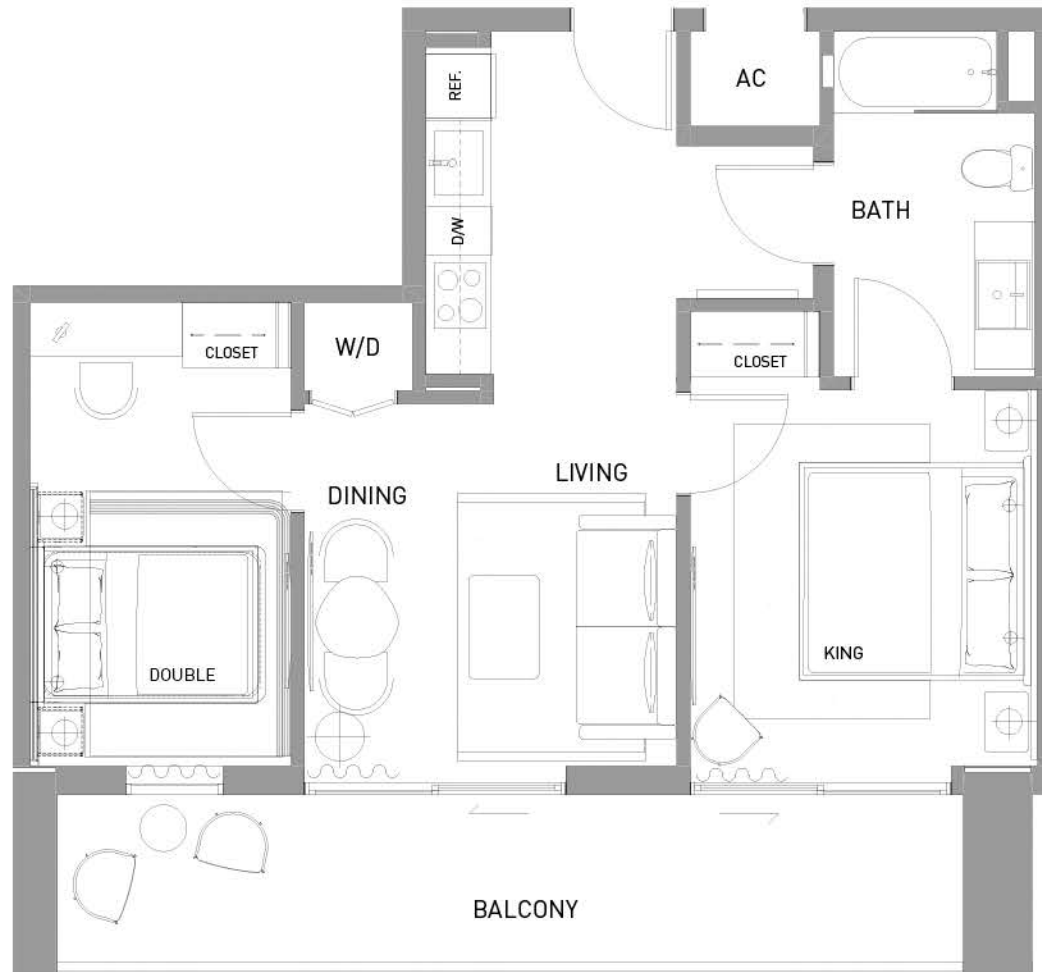 REF.
AC
D/W
BATH
CLOSET
W/D
CLOSET
DINING
LIVING
DOUBLE
KING
BALCONY